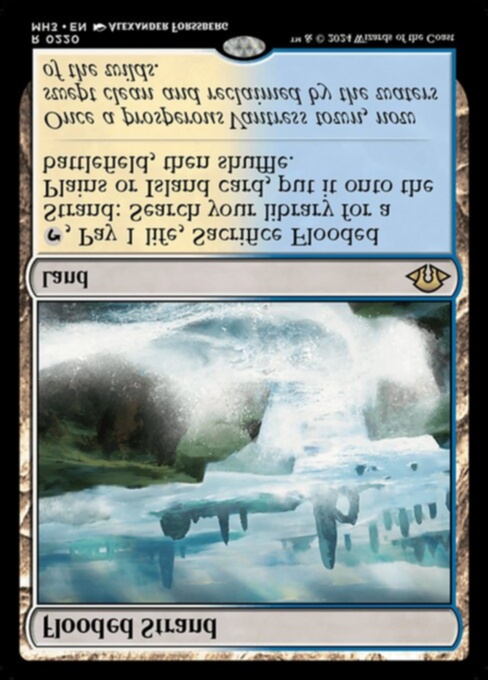 Flooded Strand
Land
, Pay 1 life, Sacrifice Flooded
Strand: Search your library for a
Plains or Island card, put it onto the
battlefield, then shuffle.
Once a prosperous Vantress town, now
swept clean and reclaimed by the waters
of the wilds.
R 0220
MH3 • EN ALEXANDER FORSSBERG
™ & © 2024 Wizards of the Coast